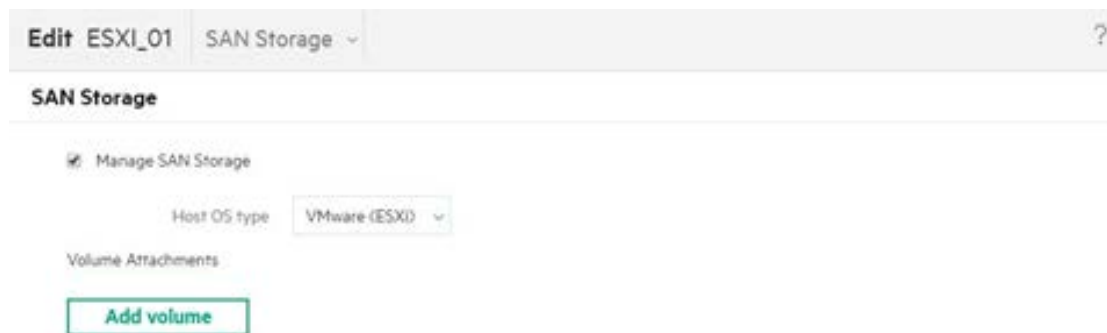 Edit ESXI_01 SAN Storage ?
SAN Storage
Manage SAN Storage
Host OS type VMware (ESXi)
Volume Attachments
Add volume